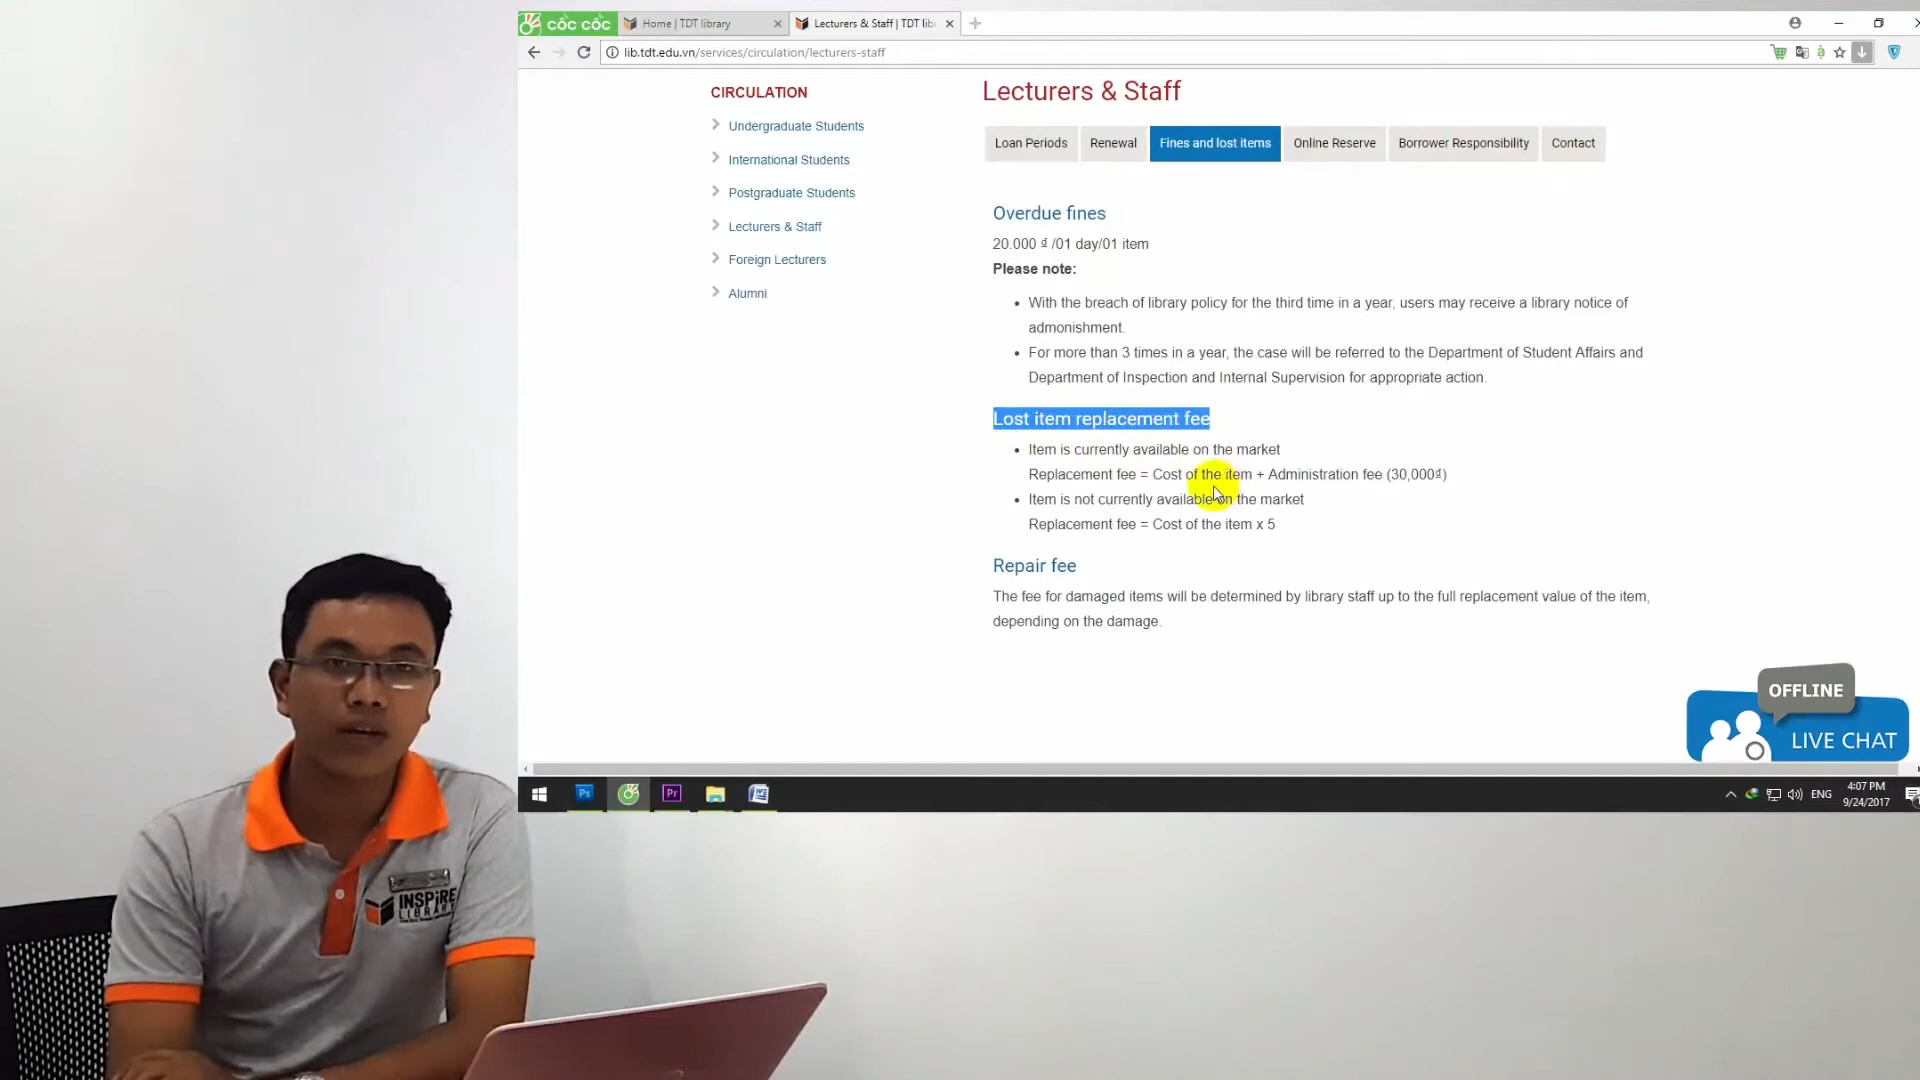 cốc cốc
Home | TDT library
Lecturers & Staff | TDT lib
lib.tdt.edu.vn/services/circulation/lecturers-staff
CIRCULATION
Undergraduate Students
International Students
Postgraduate Students
Lecturers & Staff
Foreign Lecturers
Alumni
Lecturers & Staff
Loan Periods
Renewal
Fines and lost items
Online Reserve
Borrower Responsibility
Contact
Overdue fines
20.000 ₫ /01 day/01 item
Please note:
• With the breach of library policy for the third time in a year, users may receive a library notice of
admonishment.
• For more than 3 times in a year, the case will be referred to the Department of Student Affairs and
Department of Inspection and Internal Supervision for appropriate action.
Lost item replacement fee
• Item is currently available on the market
Replacement fee = Cost of the item + Administration fee (30,000₫)
• Item is not currently available on the market
Replacement fee = Cost of the item x 5
Repair fee
The fee for damaged items will be determined by library staff up to the full replacement value of the item,
depending on the damage.
OFFLINE
LIVE CHAT
Ps
Pr
ENG
4:07 PM
9/24/2017
INSPiRE
LIBRARY